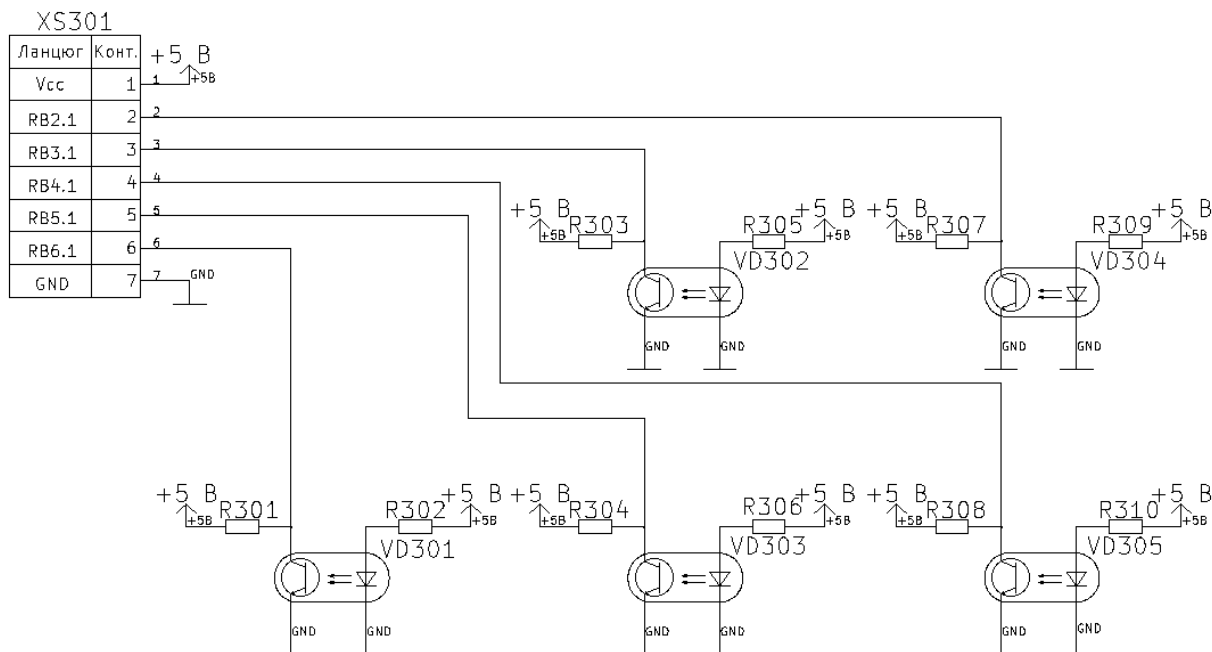 XS301
Ланцюг Конт.
Vcc 1
RB2.1 2
RB3.1 3
RB4.1 4
RB5.1 5
RB6.1 6
GND 7
+5 В
1 +5В
2
3
4
5
6
7 GND
+5 В R303 R305 +5 В +5 В R307 R309 +5 В
+5В +5В +5В +5В
VD302 VD304
GND GND GND GND
+5 В R301 R302 +5 В +5 В R304 R306 +5 В +5 В R308 R310 +5 В
+5В +5В +5В +5В +5В +5В
VD301 VD303 VD305
GND GND GND GND GND GND